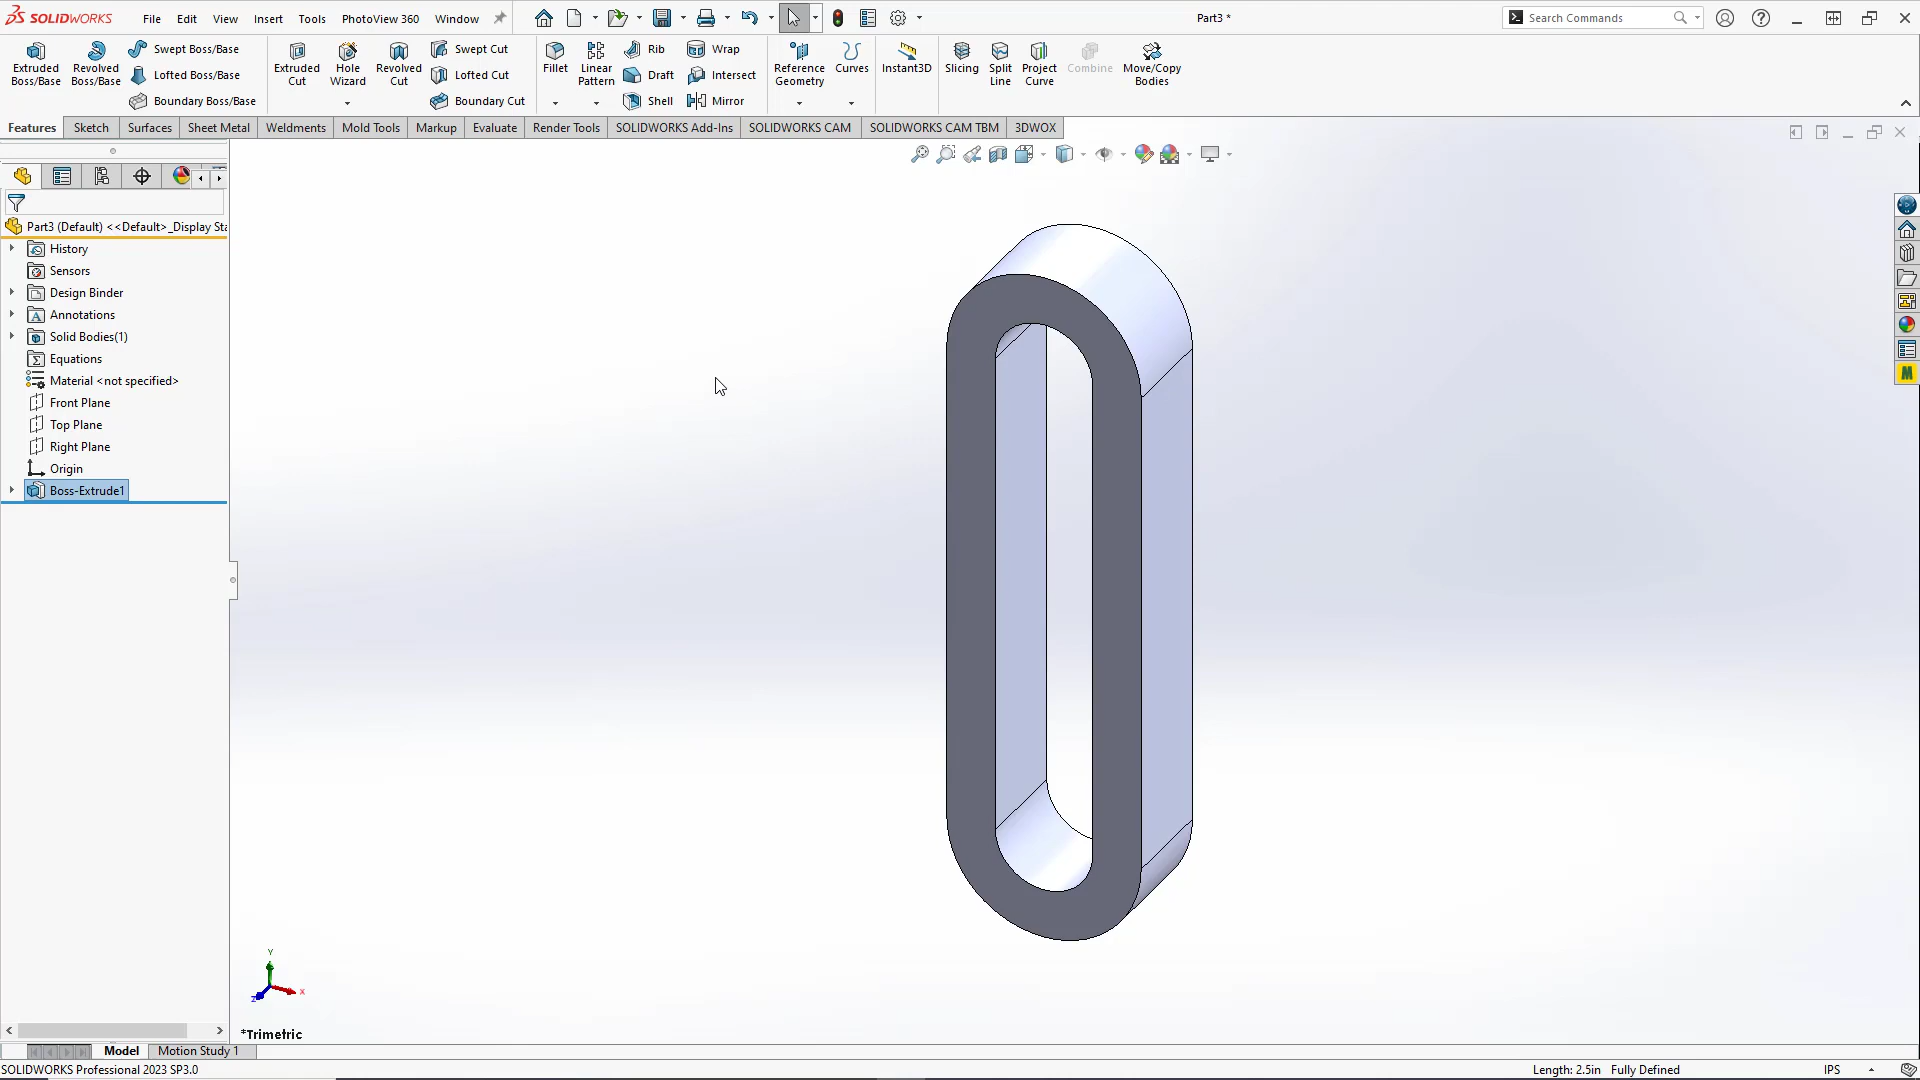 SOLIDWORKS File Edit View Insert Tools PhotoView 360 Window Part3 * Search Commands
Extruded Boss/Base
Revolved Boss/Base
Swept Boss/Base
Lofted Boss/Base
Boundary Boss/Base
Extruded Cut
Hole Wizard
Revolved Cut
Swept Cut
Lofted Cut
Boundary Cut
Fillet
Linear Pattern
Rib
Draft
Shell
Wrap
Intersect
Mirror
Reference Geometry
Curves
Instant3D
Slicing
Split Line
Project Curve
Combine
Move/Copy Bodies
Features Sketch Surfaces Sheet Metal Weldments Mold Tools Markup Evaluate Render Tools SOLIDWORKS Add-Ins SOLIDWORKS CAM SOLIDWORKS CAM TBM 3DWOX
Part3 (Default) <<Default>_Display Sta
History
Sensors
Design Binder
Annotations
Solid Bodies(1)
Equations
Material <not specified>
Front Plane
Top Plane
Right Plane
Origin
Boss-Extrude1
Y
X
Z
*Trimetric
Model Motion Study 1
SOLIDWORKS Professional 2023 SP3.0 Length: 2.5in Fully Defined IPS